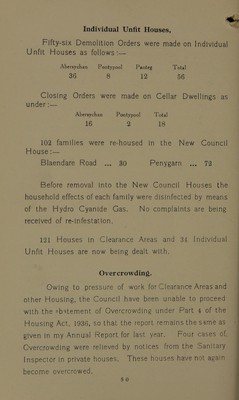 Individual Unfit Houses,
Fifty-six Demolition Orders were made on Individual
Unfit Houses as follows :—
Abersychan Pontypool Panteg Total
36 8 12 56
Closing Orders were made on Cellar Dwellings as
under :—
Abersychan Pontypool Total
16 2 18
102 families were re-housed in the New Council
House :—
Blaendare Road ... 30 Penygarn ... 72
Before removal into the New Council Houses the
household effects of each family were disinfected by means
of the Hydro Cyanide Gas. No complaints are being
received of re-infestation.
121 Houses in Clearance Areas and 34 Individual
Unfit Houses are now being dealt with.
Overcrowding.
Owing to pressure of work for Clearance Areas and
other Housing, the Council have been unable to proceed
with the abatement of Overcrowding under Part 4 of the
Housing Act, 1936, so that the report remains the same as
given in my Annual Report for last year. Four cases of
Overcrowding were relieved by notices from the Sanitary
Inspector in private houses. These houses have not again
become overcrowed.
50